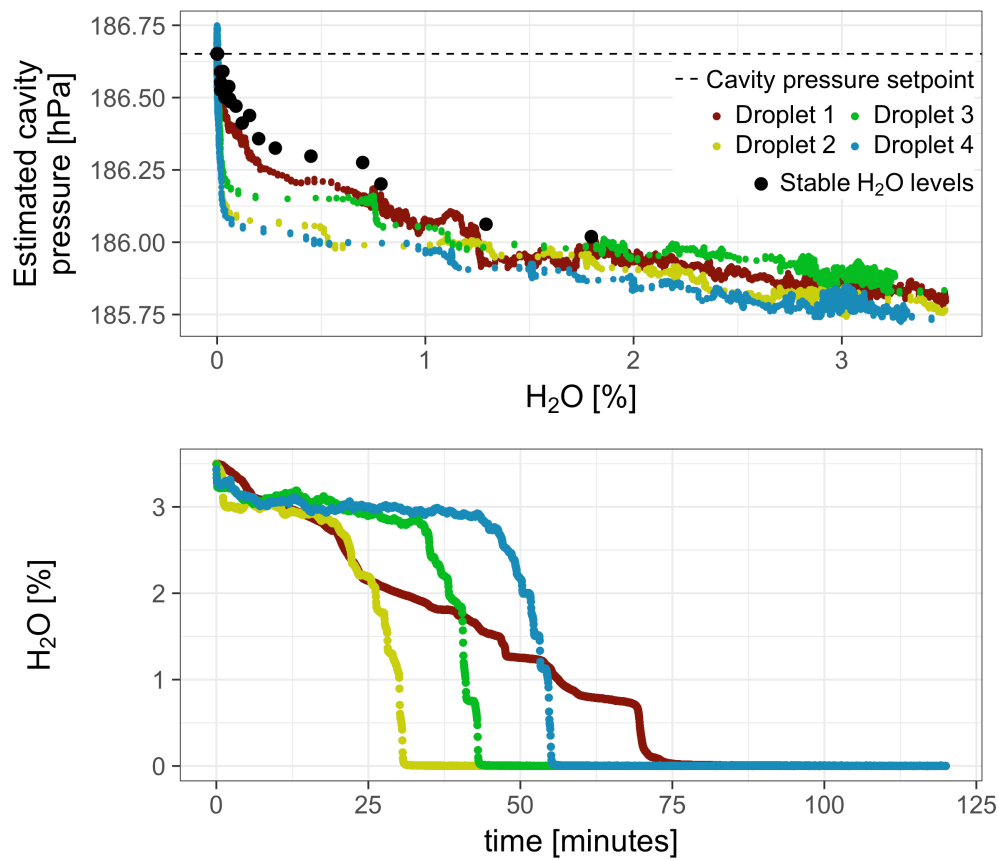 Estimated cavity
pressure [hPa]
186.75
186.50
186.25
186.00
185.75
Cavity pressure setpoint
Droplet 1 Droplet 3
Droplet 2 Droplet 4
Stable H₂O levels
0 1 2 3
H₂O [%]
H₂O [%]
3
2
1
0
0 25 50 75 100 125
time [minutes]